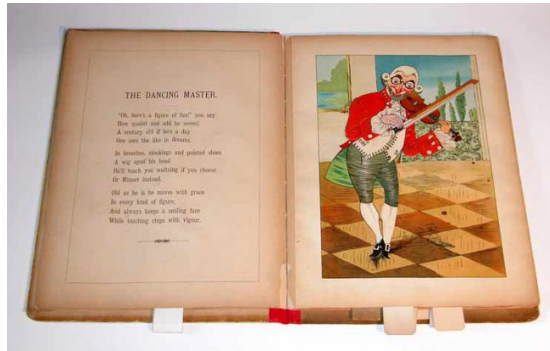 THE DANCING MASTER.
"Oh, here's a figure of fun!" you say
How quaint and odd he seems!
A century old if he's a day
One sees the like in dreams.
In breeches, stockings and pointed shoes
A wig upon his head
He'll teach you waltzing if you choose
Or Minuet instead.
Old as he is he moves with grace
In every kind of figure,
And always keeps a smiling face
While teaching steps with vigour.